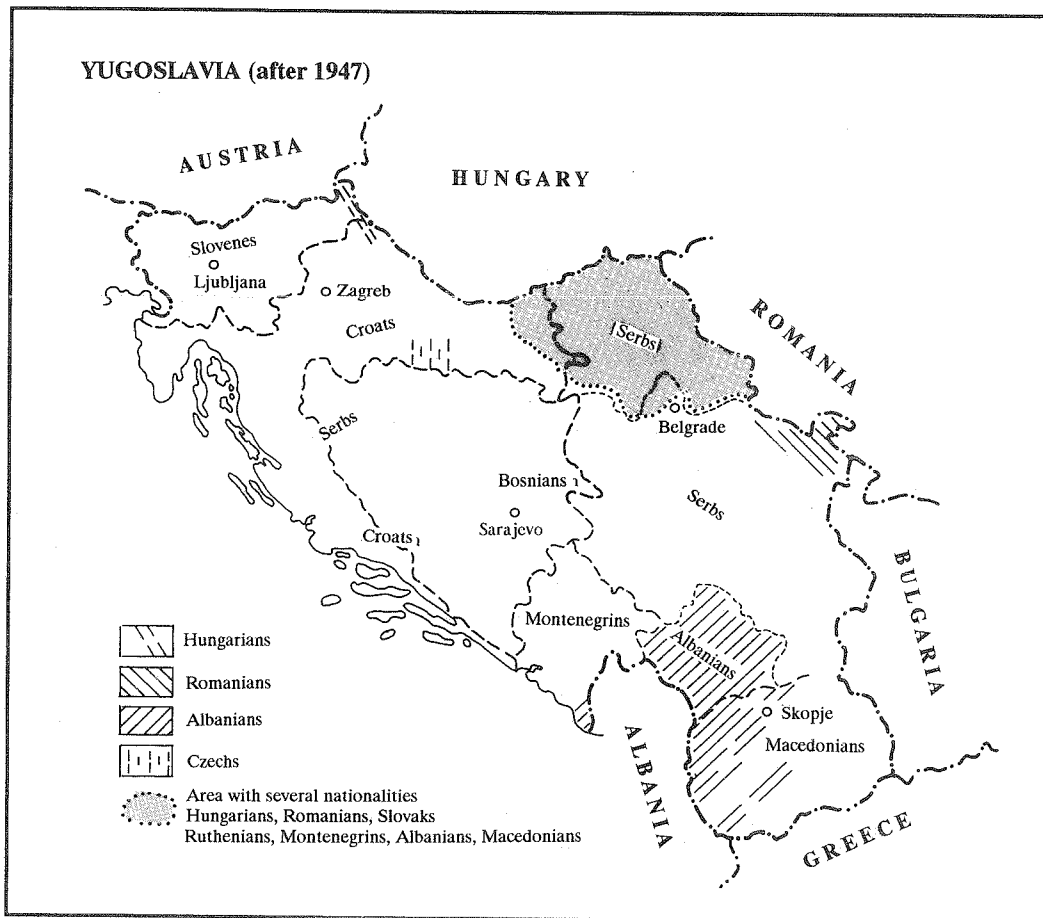 YUGOSLAVIA (after 1947)
AUSTRIA
HUNGARY
Slovenes
Ljubljana
Zagreb
Croats
Serbs
ROMANIA
Belgrade
Serbs
Bosnians
Sarajevo
Serbs
Croats
BULGARIA
Montenegrins
Albanians
Skopje
Macedonians
ALBANIA
GREECE
Hungarians
Romanians
Albanians
Czechs
Area with several nationalities
Hungarians, Romanians, Slovaks
Ruthenians, Montenegrins, Albanians, Macedonians